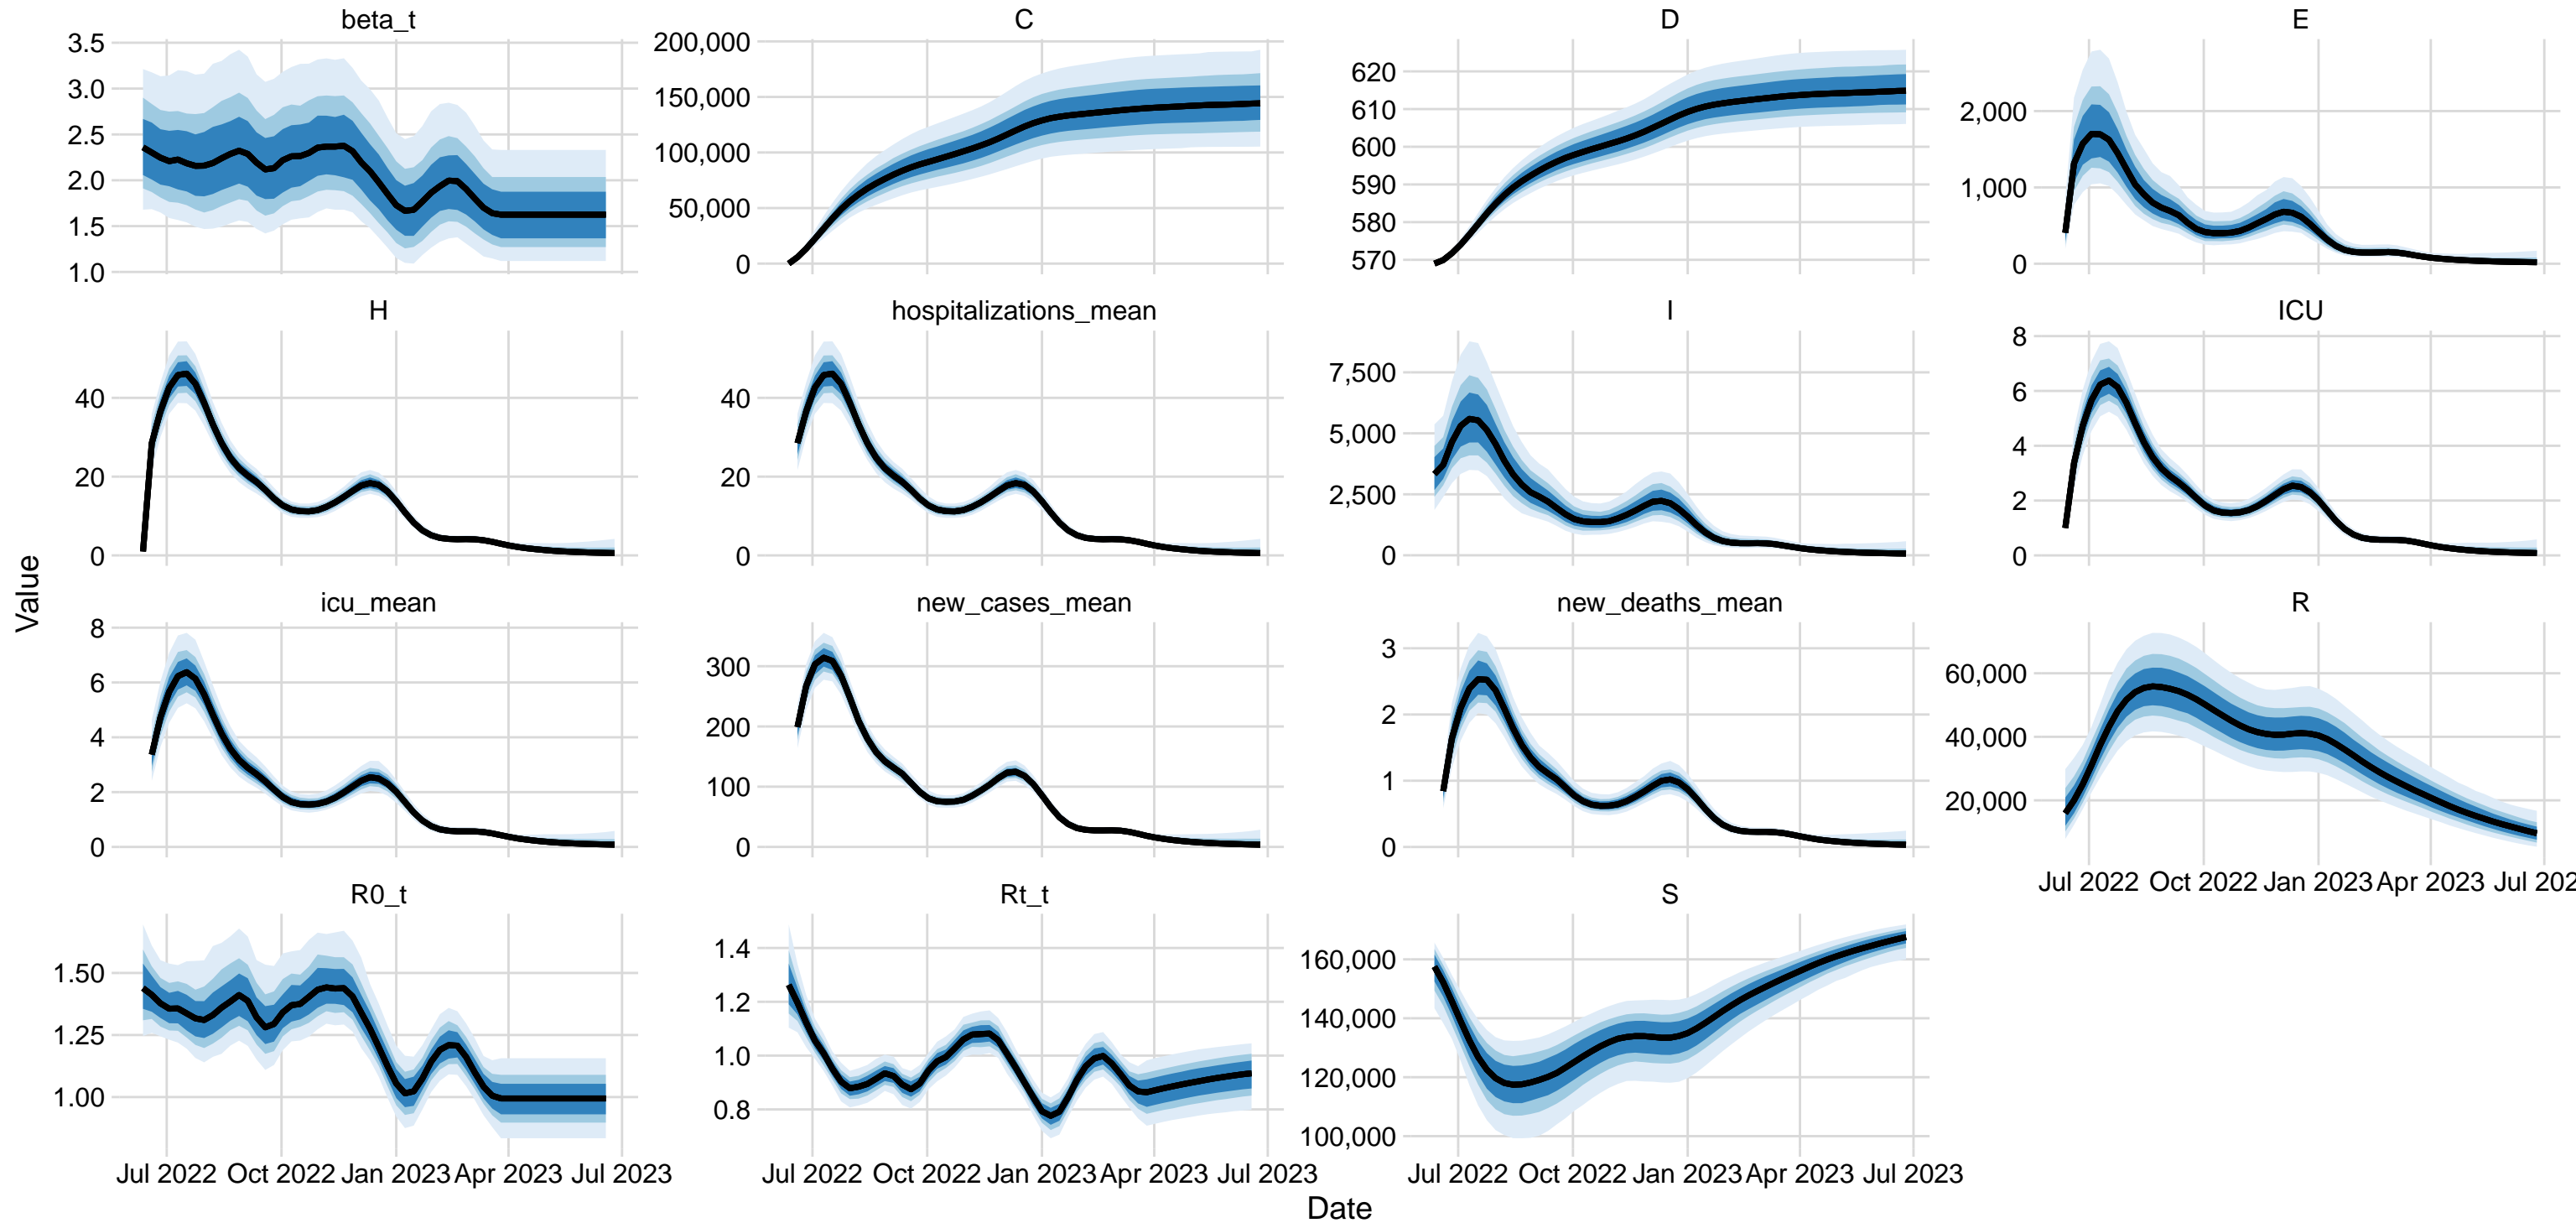 beta_t
3.5
3.0
2.5
2.0
1.5
1.0
C
200,000
150,000
100,000
50,000
0
D
620
610
600
590
580
570
E
2,000
1,000
0
H
40
20
0
hospitalizations_mean
40
20
0
I
7,500
5,000
2,500
0
ICU
8
6
4
2
0
Value
icu_mean
8
6
4
2
0
new_cases_mean
300
200
100
0
new_deaths_mean
3
2
1
0
R
60,000
40,000
20,000
Jul 2022 Oct 2022 Jan 2023 Apr 2023 Jul 202
R0_t
1.50
1.25
1.00
Jul 2022 Oct 2022 Jan 2023 Apr 2023 Jul 2023
Rt_t
1.4
1.2
1.0
0.8
Jul 2022 Oct 2022 Jan 2023 Apr 2023 Jul 2023
S
160,000
140,000
120,000
100,000
Jul 2022 Oct 2022 Jan 2023 Apr 2023 Jul 2023
Date